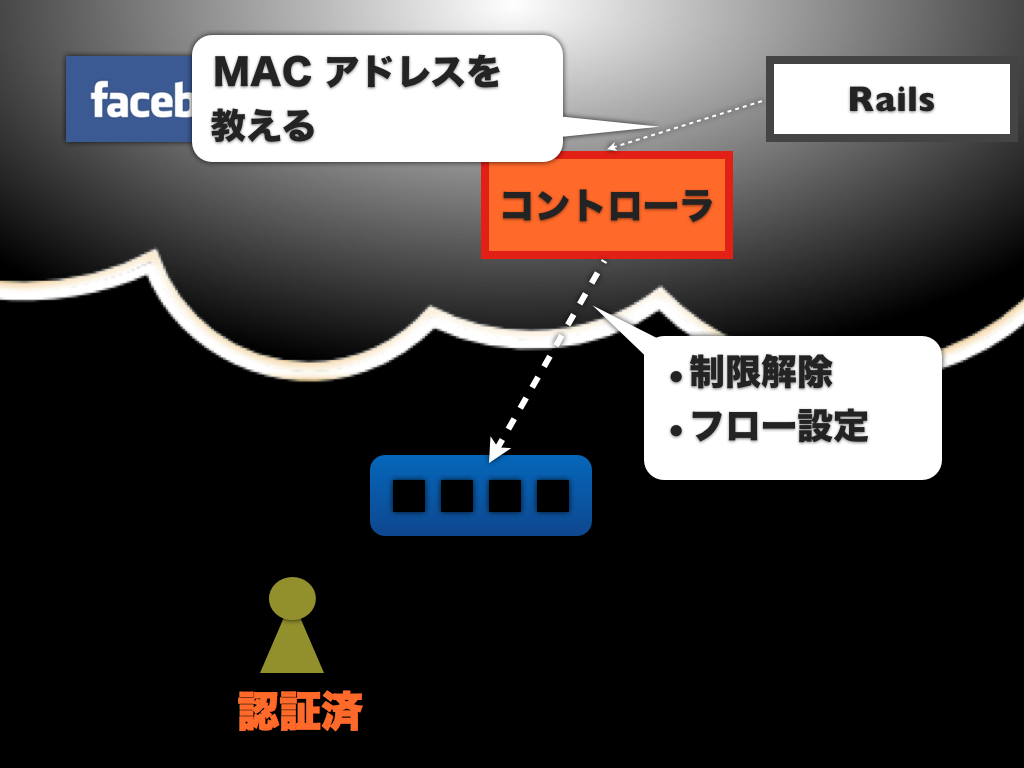 faceb
MAC アドレスを
教える
Rails
コントローラ
•制限解除
•フロー設定
認証済